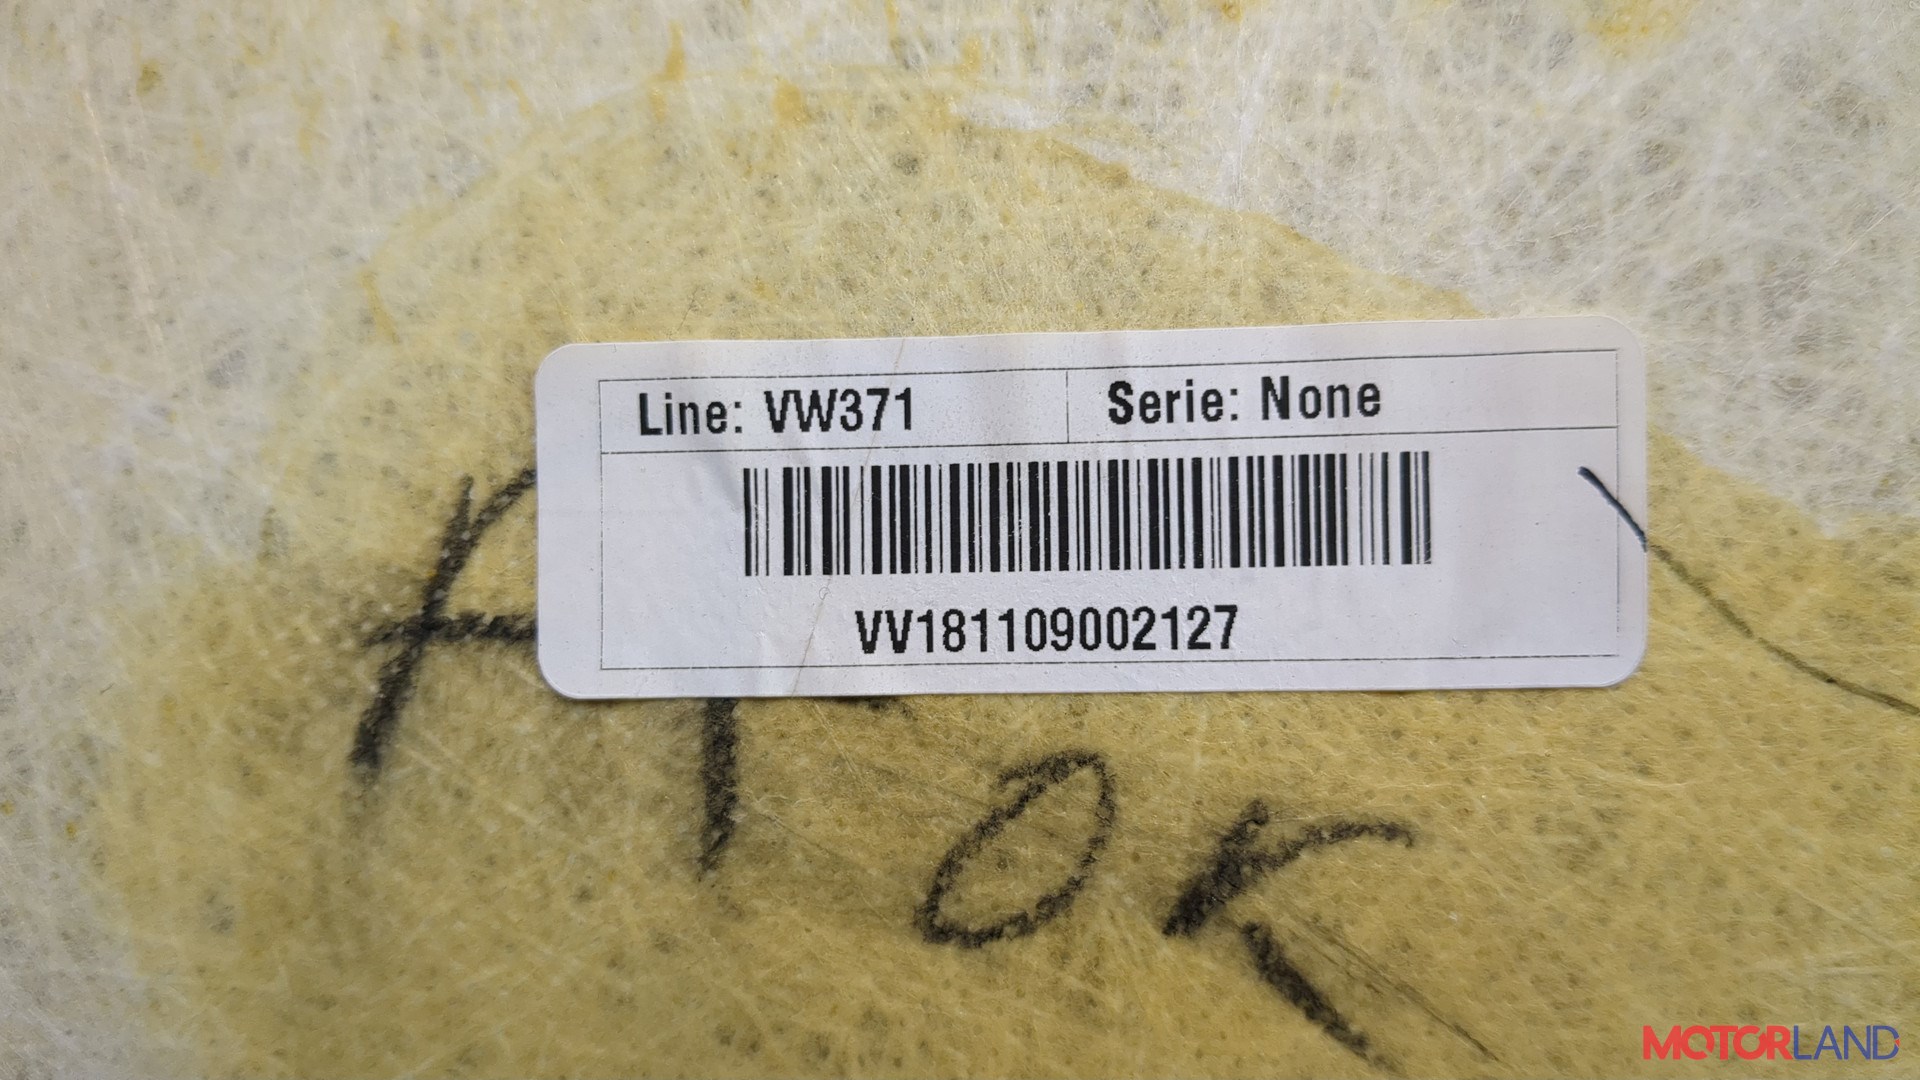 Line: VW371 Serie: None
VV181109002127
OK
MOTORLAND